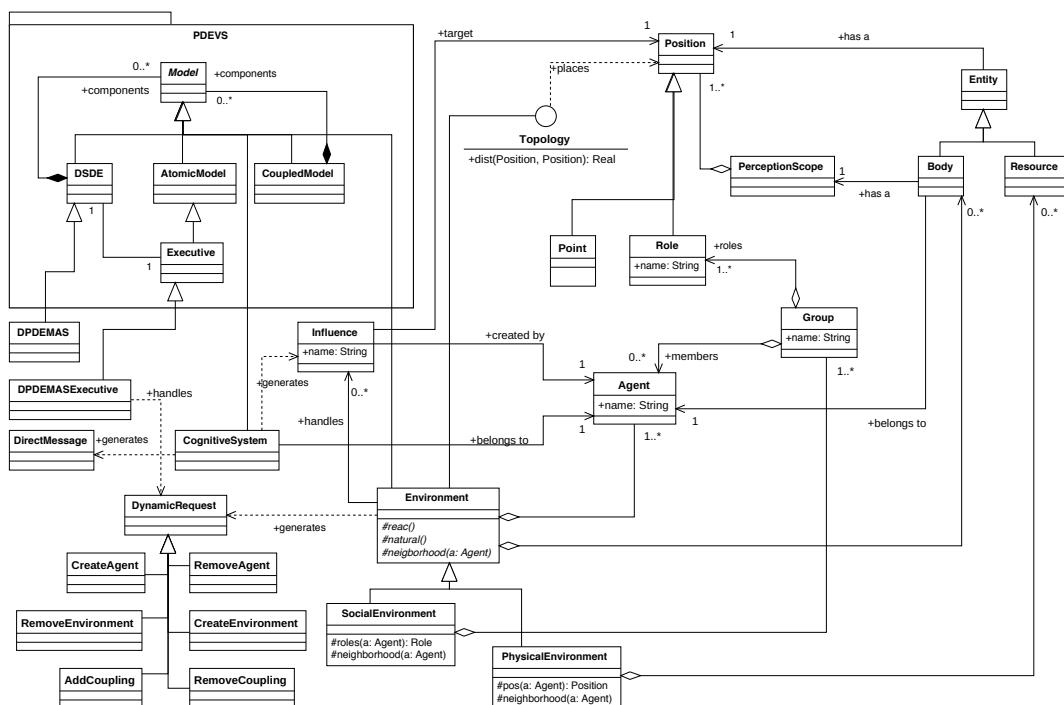 PDEVS
Model
0..*
+components
+components
0..*
DSDE
AtomicModel
CoupledModel
1
1
Executive
+target
1
Position
1
+has a
+places
1..*
Entity
Topology
+dist(Position, Position): Real
PerceptionScope
1
+has a
Body
Resource
0..*
0..*
Point
Role
+name: String
+roles
1..*
Group
+name: String
1..*
DPDEMAS
DPDEMASExecutive
+handles
Influence
+name: String
+generates
0..*
+handles
+created by
1
0..*
+members
Agent
+name: String
1
+belongs to
1
1..*
+belongs to
DirectMessage
+generates
CognitiveSystem
DynamicRequest
+generates
Environment
#reac()
#natural()
#neigborhood(a: Agent)
CreateAgent
RemoveAgent
RemoveEnvironment
CreateEnvironment
AddCoupling
RemoveCoupling
SocialEnvironment
#roles(a: Agent): Role
#neighborhood(a: Agent)
PhysicalEnvironment
#pos(a: Agent): Position
#neighborhood(a: Agent)